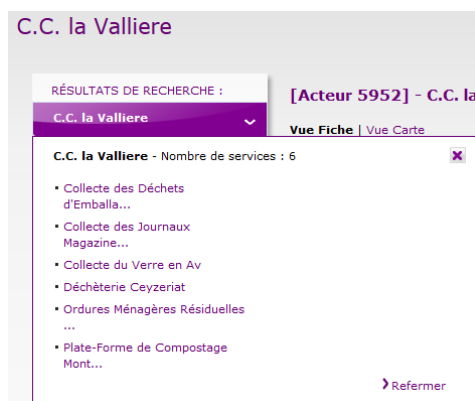 C.C. la Valliere
RÉSULTATS DE RECHERCHE :
C.C. la Valliere
[Acteur 5952] - C.C. la
Vue Fiche | Vue Carte
C.C. la Valliere - Nombre de services : 6
Collecte des Déchets
d'Emballa...
Collecte des Journaux
Magazine...
Collecte du Verre en Av
Déchèterie Ceyzeriat
Ordures Ménagères Résiduelles
...
Plate-Forme de Compostage
Mont...
Refermer